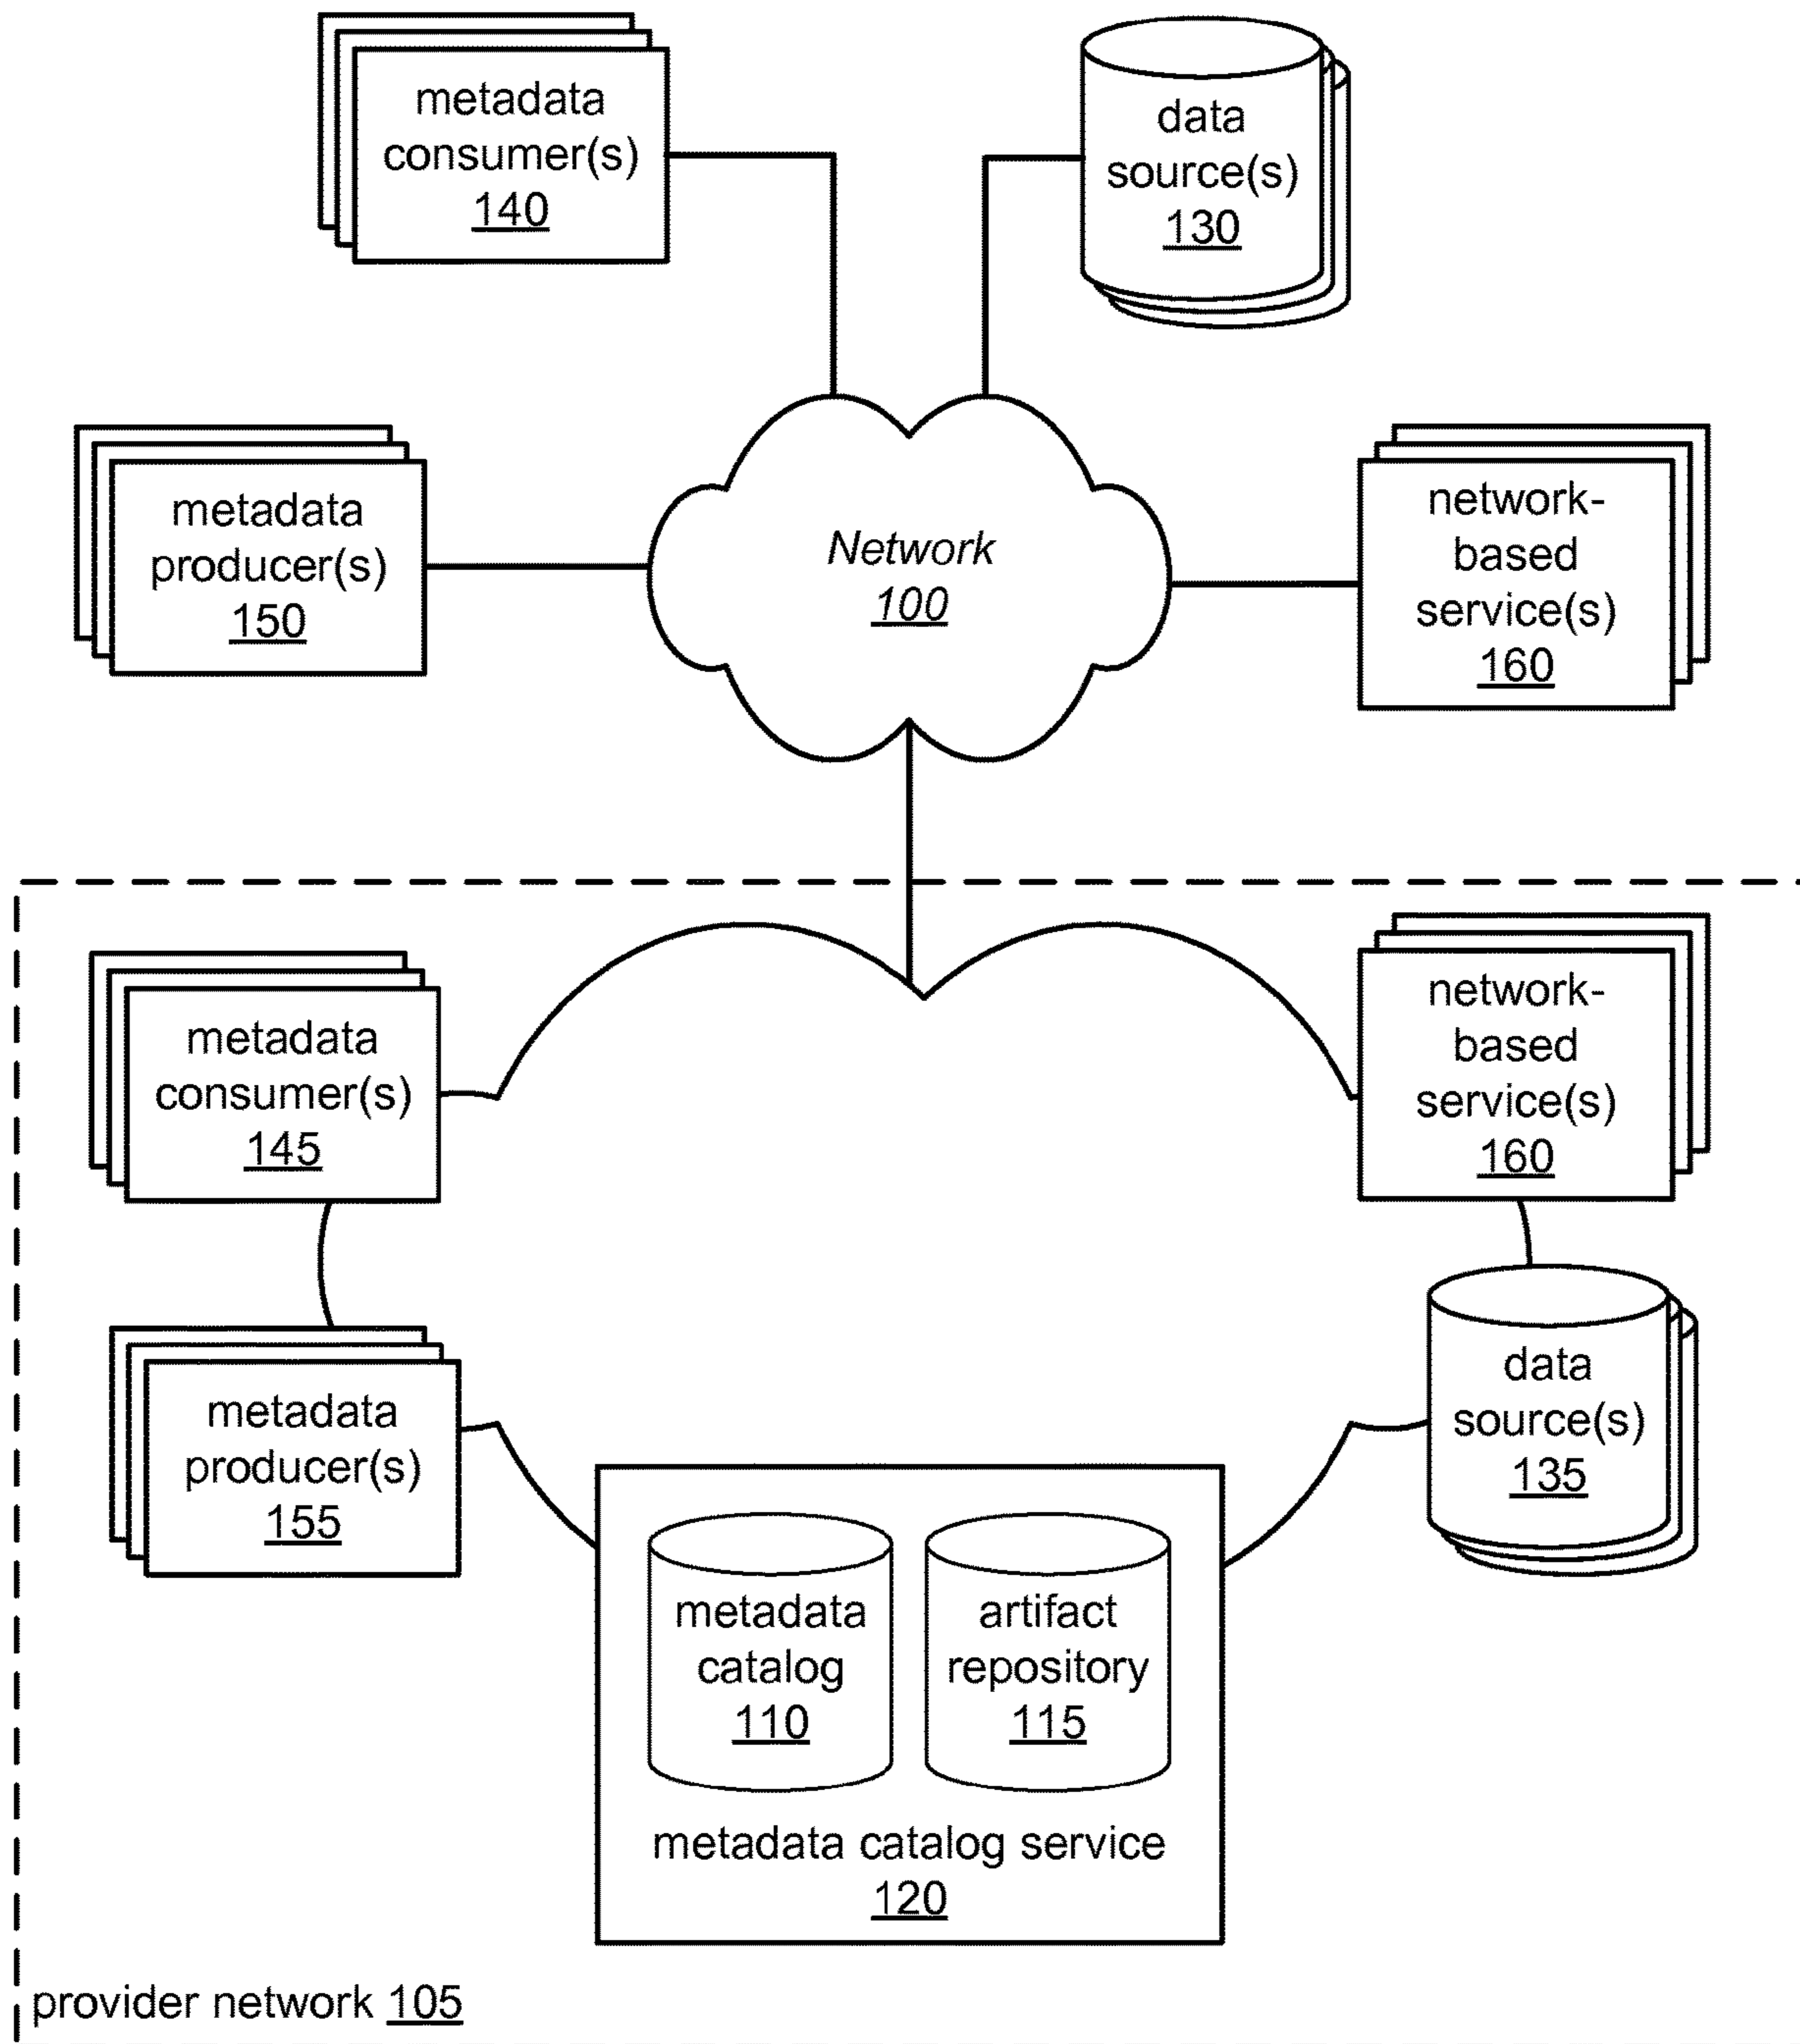 metadata
consumer(s)
140
data
source(s)
130
metadata
producer(s)
150
Network
100
network-
based
service(s)
160
metadata
consumer(s)
145
network-
based
service(s)
160
metadata
producer(s)
155
data
source(s)
135
metadata
catalog
110
artifact
repository
115
metadata catalog service
120
provider network 105